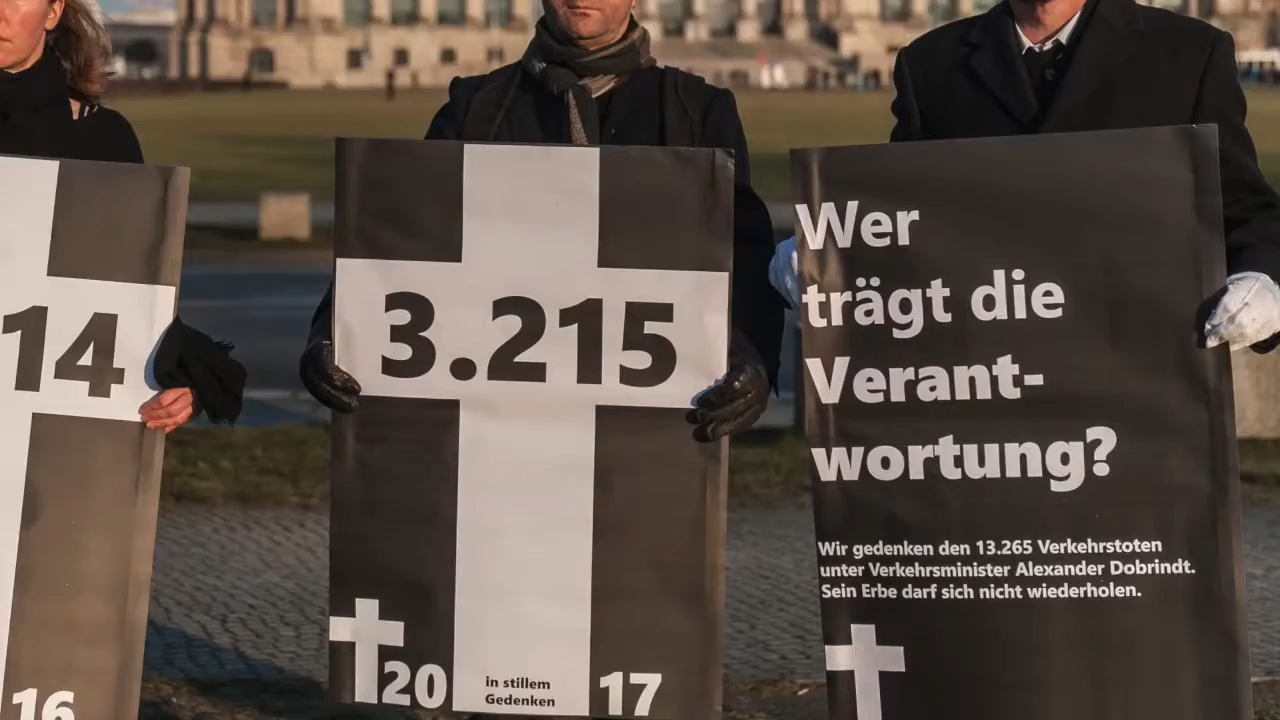 14
16
3.215
20 17
in stillem
Gedenken
Wer
trägt die
Verant-
wortung?
Wir gedenken den 13.265 Verkehrstoten
unter Verkehrsminister Alexander Dobrindt.
Sein Erbe darf sich nicht wiederholen.